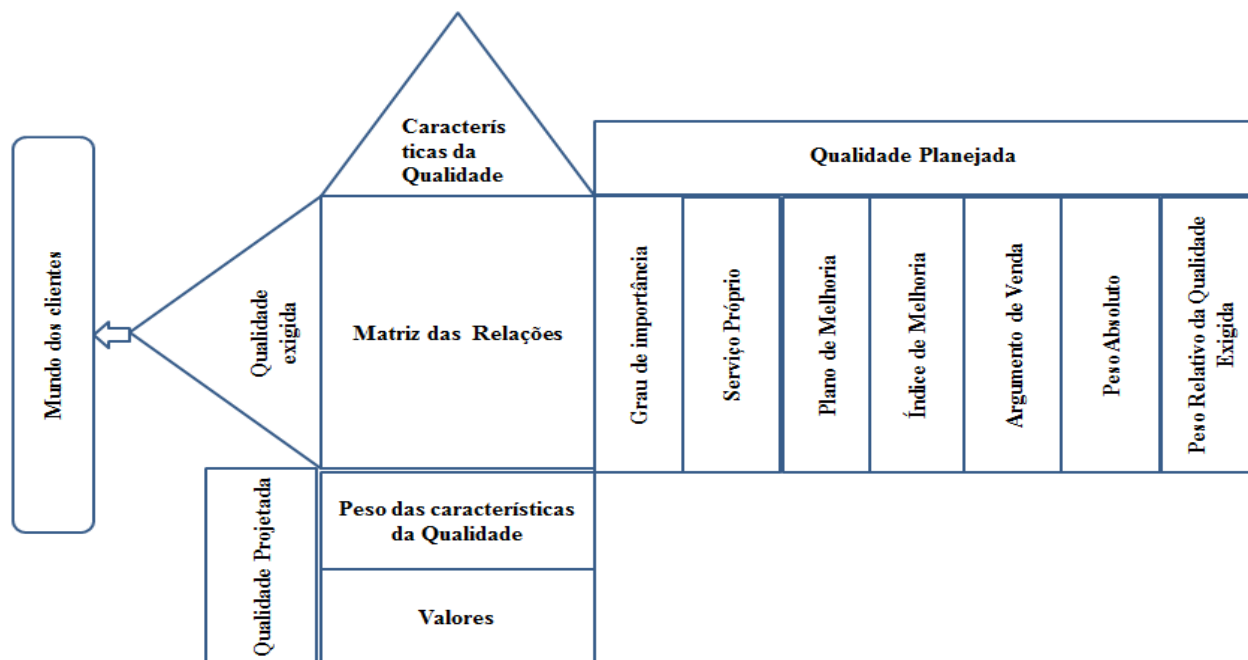 Caracterís
ticas da
Qualidade
Qualidade Planejada
Mundo dos clientes
Qualidade
exigida
Matriz das Relações
Grau de importância
Serviço Próprio
Plano de Melhoria
Índice de Melhoria
Argumento de Venda
Peso Absoluto
Peso Relativo da Qualidade
Exigida
Qualidade Projetada
Peso das características
da Qualidade
Valores